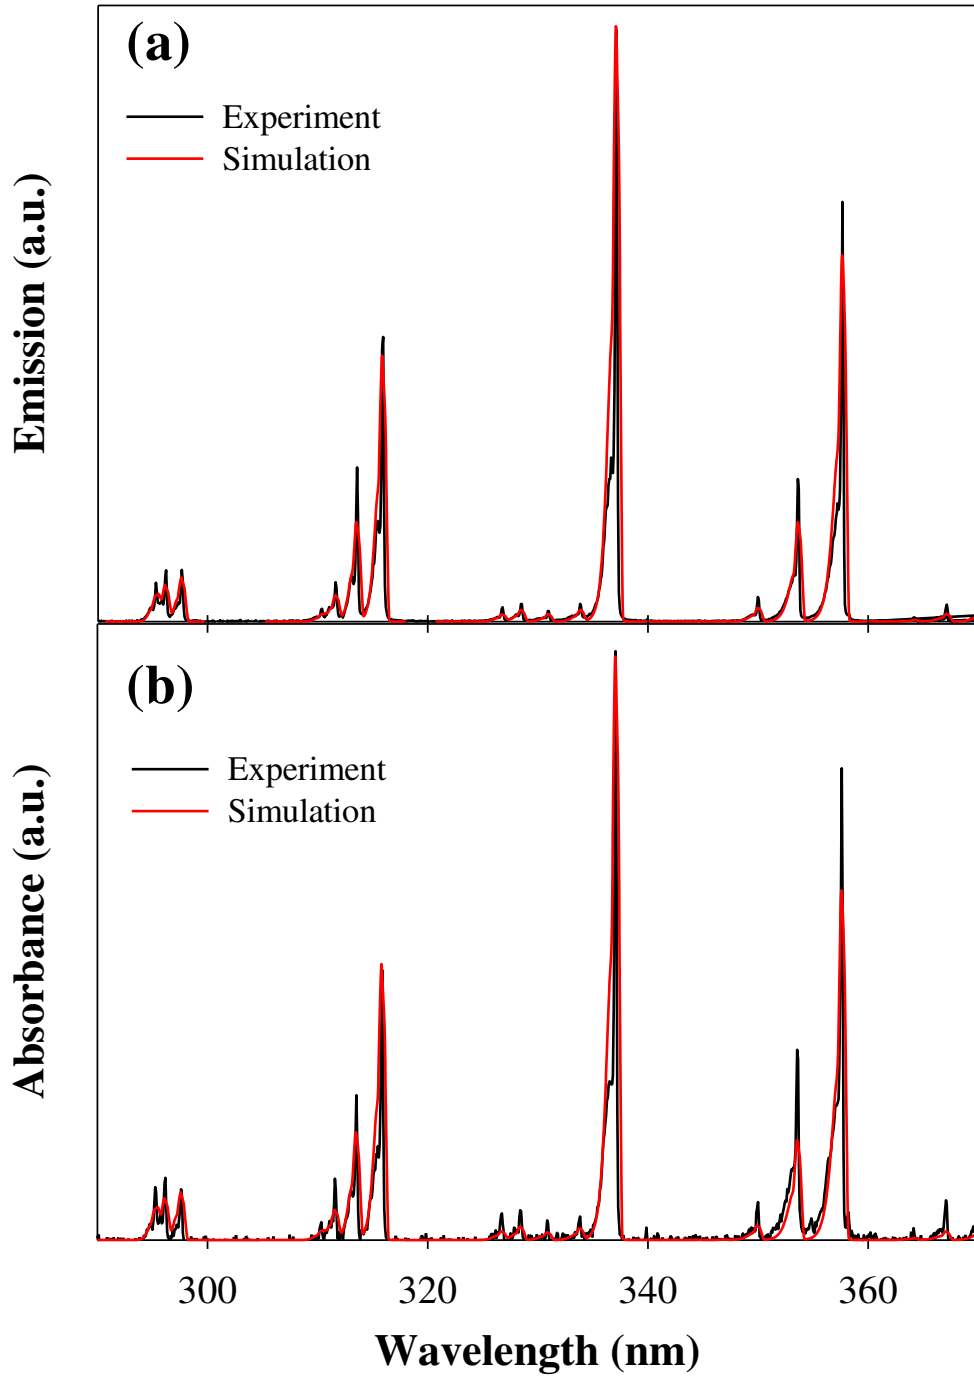 (a)
Experiment
Simulation
Emission (a.u.)
(b)
Experiment
Simulation
Absorbance (a.u.)
300 320 340 360
Wavelength (nm)